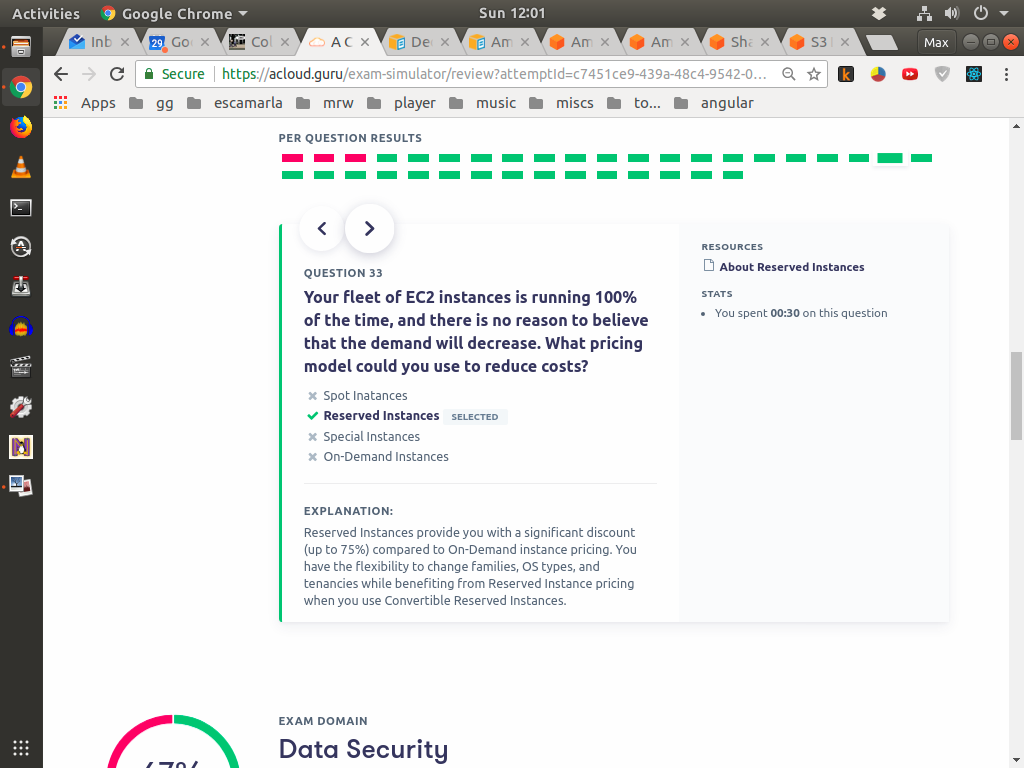 Activities
Google Chrome
Sun 12:01
Inb
29
Go
Col
A C
De
Am
Am
Am
Sha
S3
Max
Secure
https://acloud.guru/exam-simulator/review?attemptId=c7451ce9-439a-48c4-9542-0...
k
Apps
gg
escamarla
mrw
player
music
miscs
to...
angular
PER QUESTION RESULTS
QUESTION 33
Your fleet of EC2 instances is running 100%
of the time, and there is no reason to believe
that the demand will decrease. What pricing
model could you use to reduce costs?
Spot Inatances
Reserved Instances SELECTED
Special Instances
On-Demand Instances
EXPLANATION:
Reserved Instances provide you with a significant discount
(up to 75%) compared to On-Demand instance pricing. You
have the flexibility to change families, OS types, and
tenancies while benefiting from Reserved Instance pricing
when you use Convertible Reserved Instances.
RESOURCES
About Reserved Instances
STATS
You spent 00:30 on this question
EXAM DOMAIN
Data Security